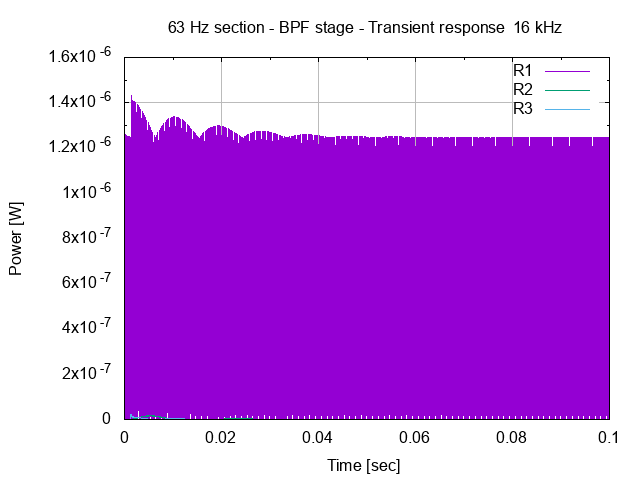 63 Hz section - BPF stage - Transient response  16 kHz
R1
R2
R3
Power [W]
1.6x10^-6
1.4x10^-6
1.2x10^-6
1x10^-6
8x10^-7
6x10^-7
4x10^-7
2x10^-7
0
0 0.02 0.04 0.06 0.08 0.1
Time [sec]